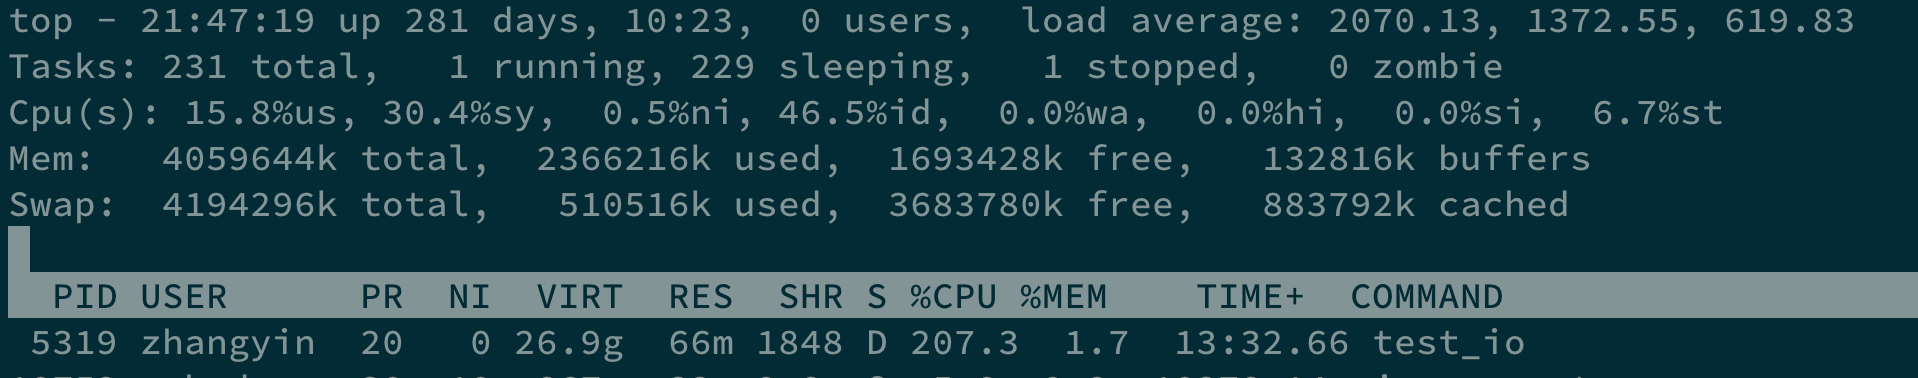 top - 21:47:19 up 281 days, 10:23,  0 users,  load average: 2070.13, 1372.55, 619.83
Tasks: 231 total,   1 running, 229 sleeping,   1 stopped,   0 zombie
Cpu(s): 15.8%us, 30.4%sy,  0.5%ni, 46.5%id,  0.0%wa,  0.0%hi,  0.0%si,  6.7%st
Mem:   4059644k total,  2366216k used,  1693428k free,   132816k buffers
Swap:  4194296k total,   510516k used,  3683780k free,   883792k cached
PID USER      PR  NI  VIRT  RES  SHR S %CPU %MEM    TIME+  COMMAND
5319 zhangyin  20   0 26.9g  66m 1848 D 207.3  1.7  13:32.66 test_io